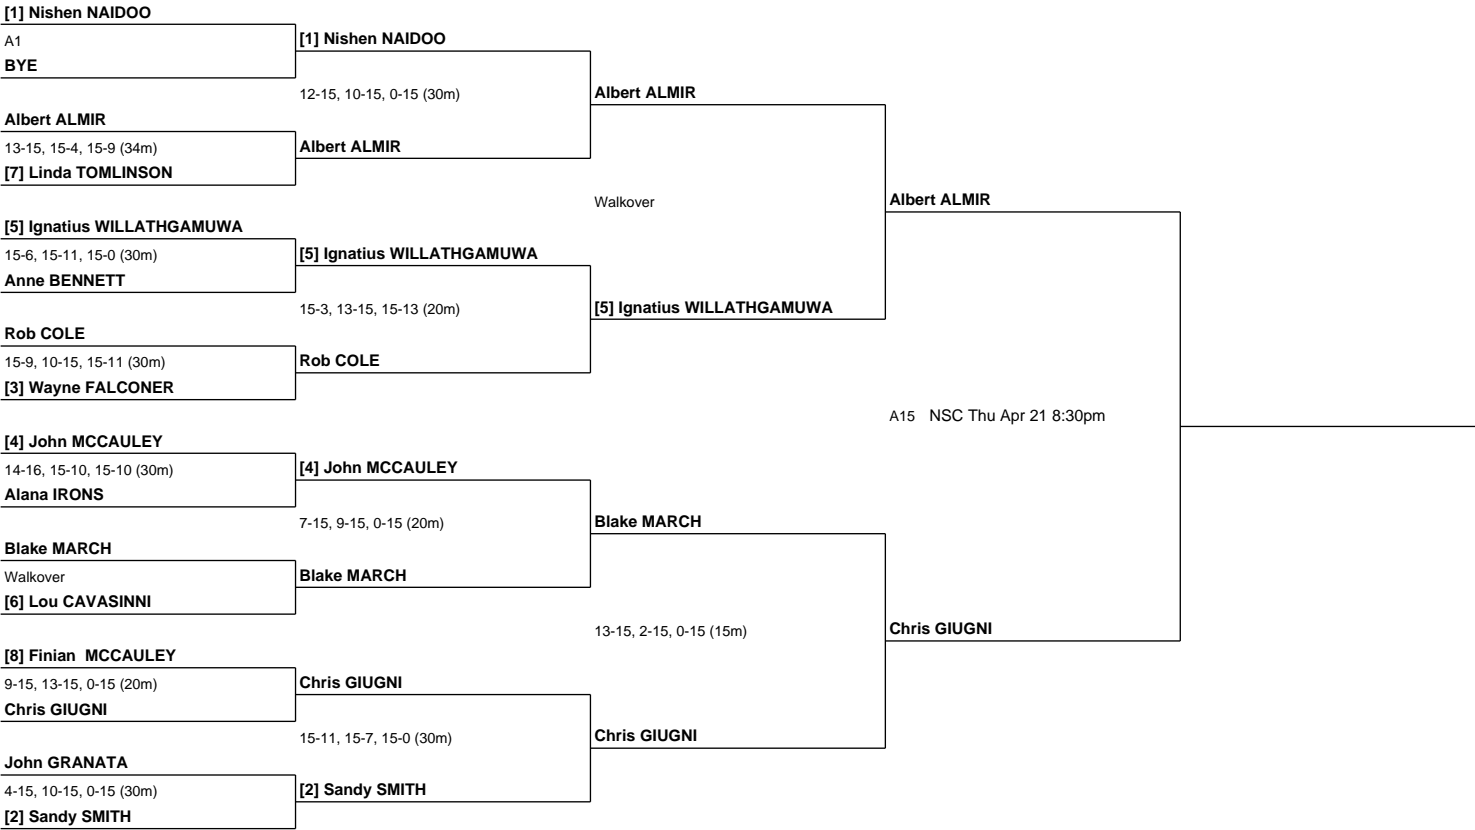 [1] Nishen NAIDOO
A1
BYE
Albert ALMIR
13-15, 15-4, 15-9 (34m)
[7] Linda TOMLINSON
[5] Ignatius WILLATHGAMUWA
15-6, 15-11, 15-0 (30m)
Anne BENNETT
Rob COLE
15-9, 10-15, 15-11 (30m)
[3] Wayne FALCONER
[4] John MCCAULEY
14-16, 15-10, 15-10 (30m)
Alana IRONS
Blake MARCH
Walkover
[6] Lou CAVASINNI
[8] Finian  MCCAULEY
9-15, 13-15, 0-15 (20m)
Chris GIUGNI
John GRANATA
4-15, 10-15, 0-15 (30m)
[2] Sandy SMITH
[1] Nishen NAIDOO
12-15, 10-15, 0-15 (30m)
Albert ALMIR
[5] Ignatius WILLATHGAMUWA
15-3, 13-15, 15-13 (20m)
Rob COLE
[4] John MCCAULEY
7-15, 9-15, 0-15 (20m)
Blake MARCH
Chris GIUGNI
15-11, 15-7, 15-0 (30m)
[2] Sandy SMITH
Albert ALMIR
Walkover
[5] Ignatius WILLATHGAMUWA
Blake MARCH
13-15, 2-15, 0-15 (15m)
Chris GIUGNI
Albert ALMIR
A15 NSC Thu Apr 21 8:30pm
Chris GIUGNI